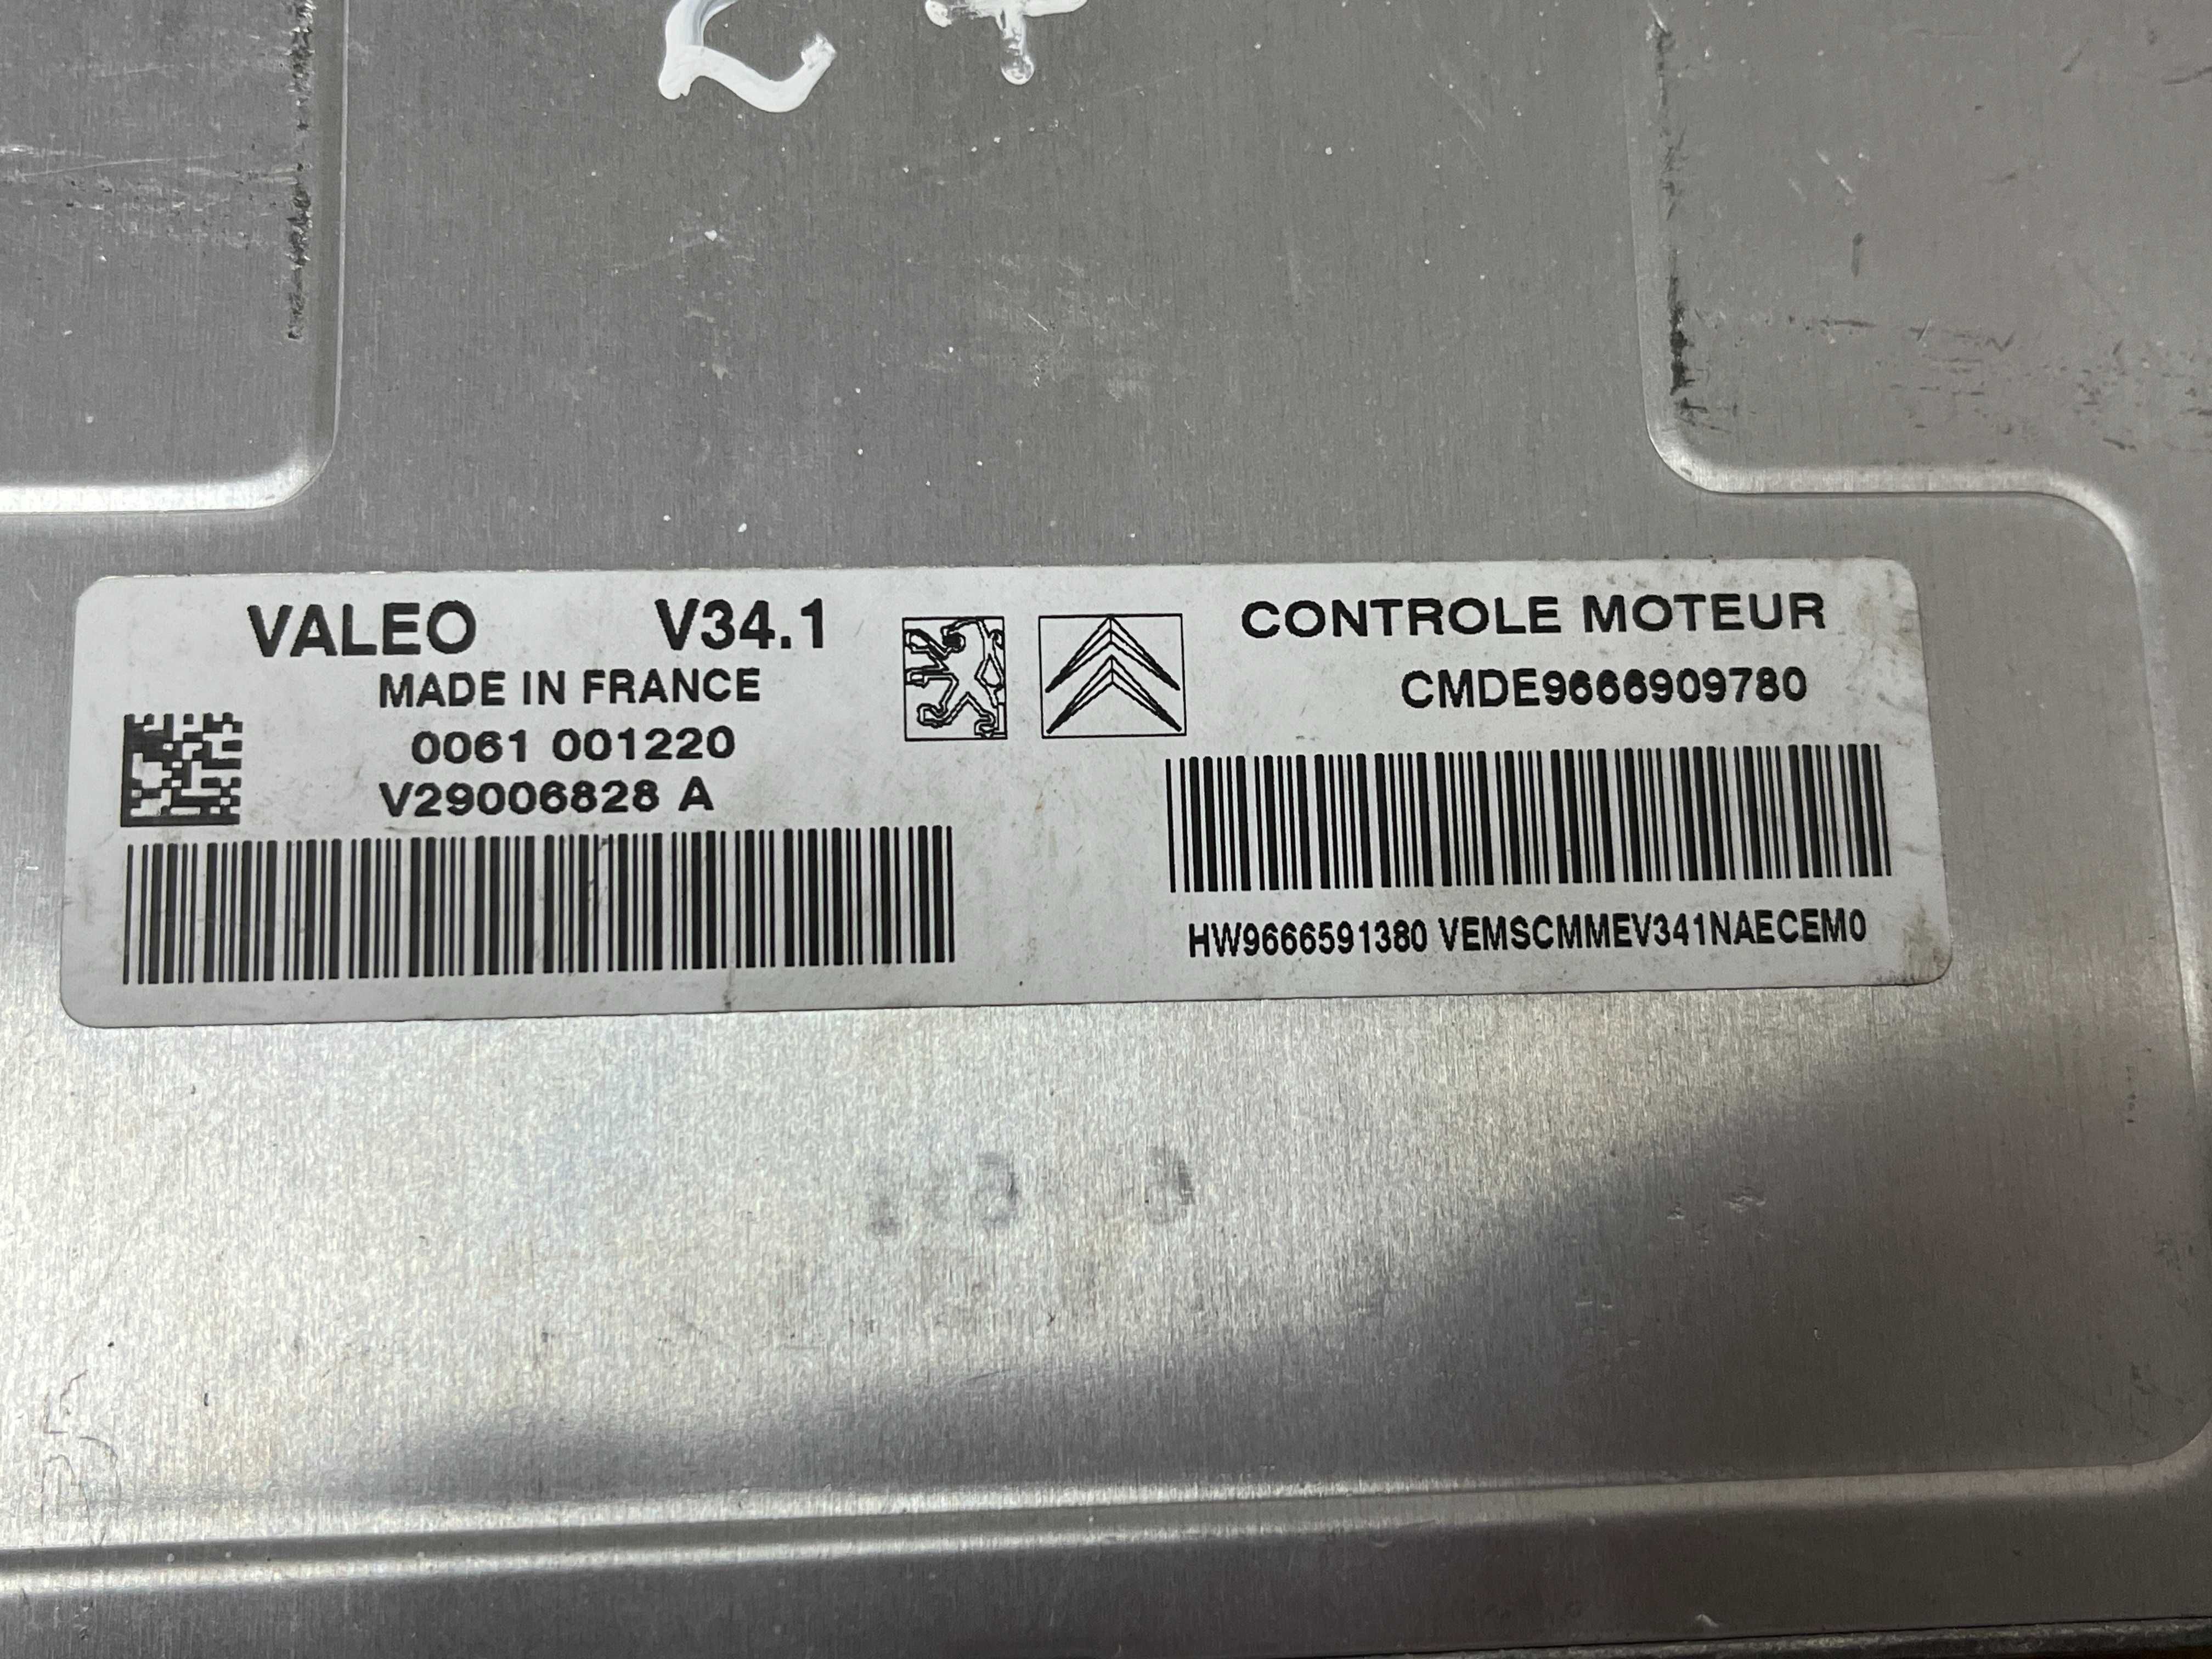 VALEO V34.1
MADE IN FRANCE
0061 001220
V29006828 A
CONTROLE MOTEUR
CMDE9666909780
HW9666591380 VEMSCMMEV341NAECEM0